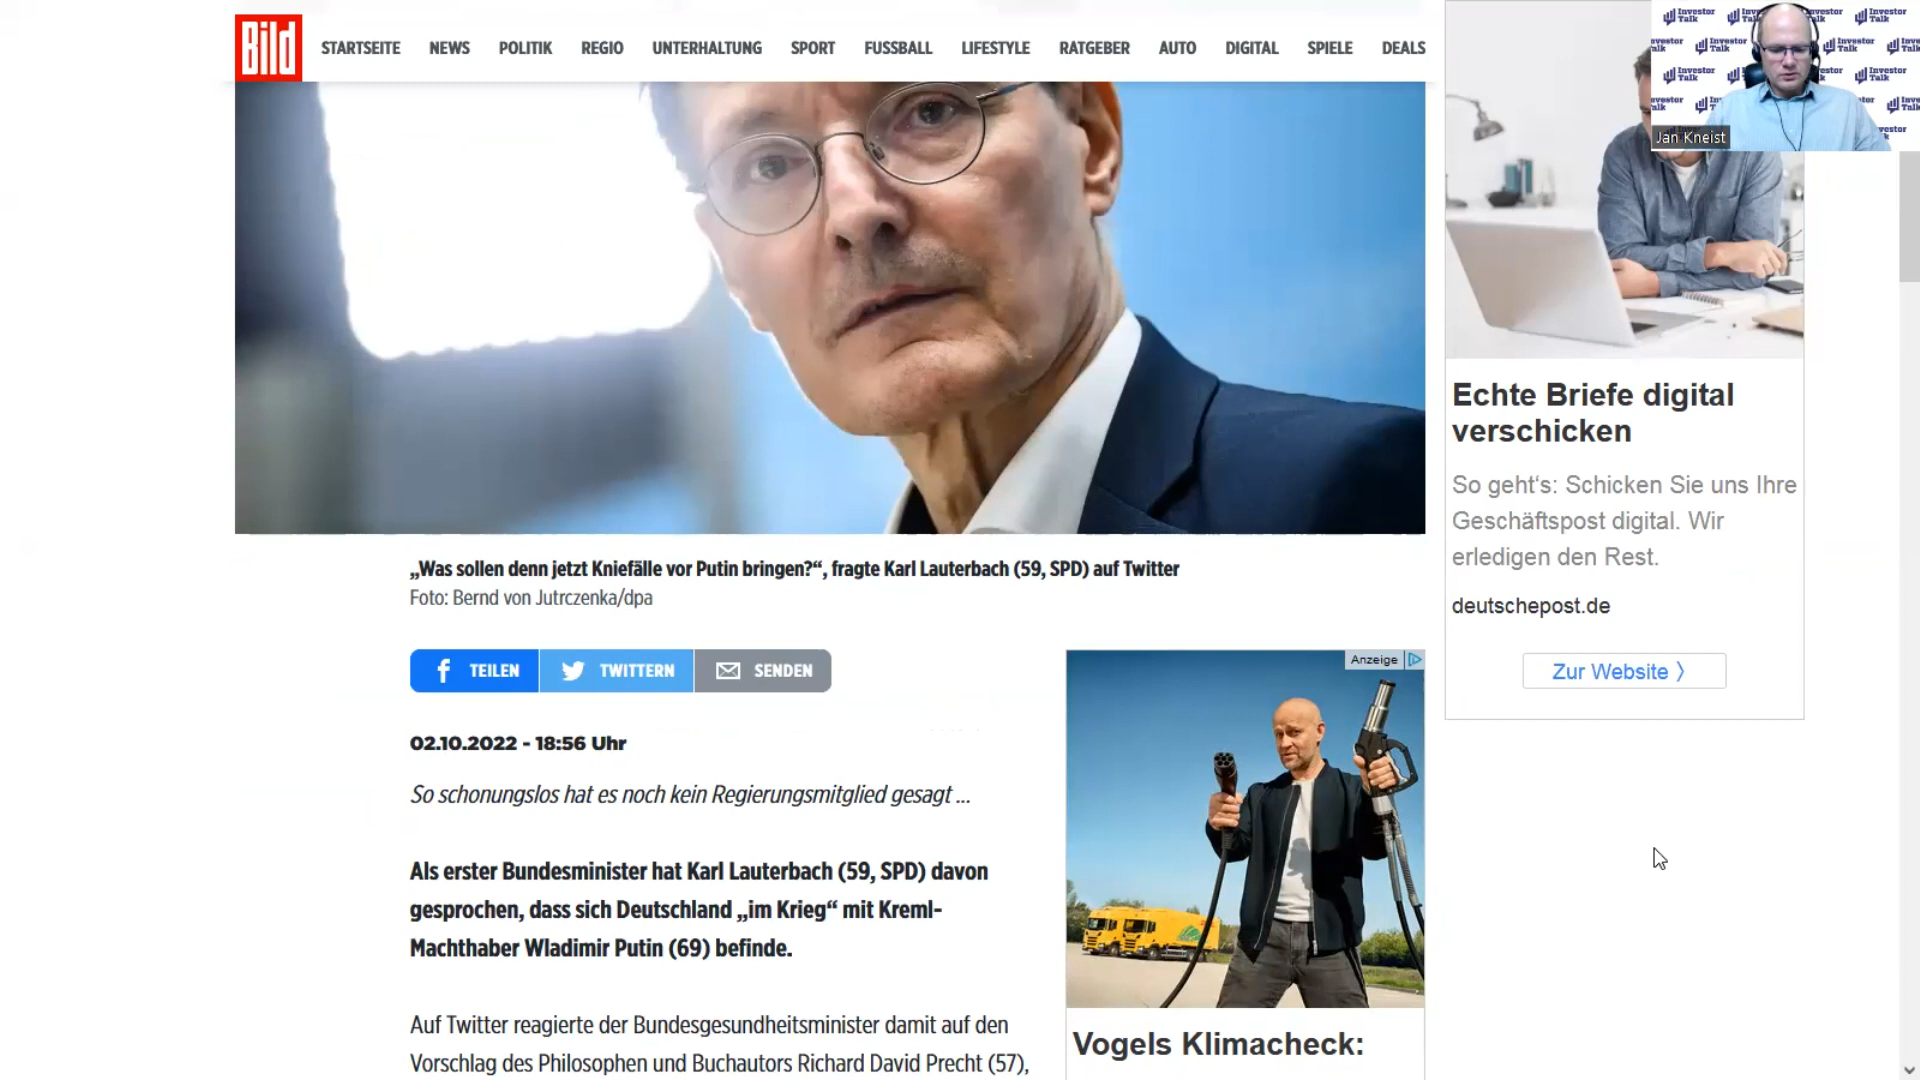 Bild
STARTSEITE NEWS POLITIK REGIO UNTERHALTUNG SPORT FUSSBALL LIFESTYLE RATGEBER AUTO DIGITAL SPIELE DEALS
„Was sollen denn jetzt Kniefälle vor Putin bringen?“, fragte Karl Lauterbach (59, SPD) auf Twitter
Foto: Bernd von Jutrczenka/dpa
TEILEN TWITTERN SENDEN
02.10.2022 - 18:56 Uhr
So schonungslos hat es noch kein Regierungsmitglied gesagt ...
Als erster Bundesminister hat Karl Lauterbach (59, SPD) davon
gesprochen, dass sich Deutschland „im Krieg“ mit Kreml-
Machthaber Wladimir Putin (69) befinde.
Auf Twitter reagierte der Bundesgesundheitsminister damit auf den
Vorschlag des Philosophen und Buchautors Richard David Precht (57),
Anzeige
Vogels Klimacheck:
Investor Talk
Jan Kneist
Echte Briefe digital
verschicken
So geht‘s: Schicken Sie uns Ihre
Geschäftspost digital. Wir
erledigen den Rest.
deutschepost.de
Zur Website 〉